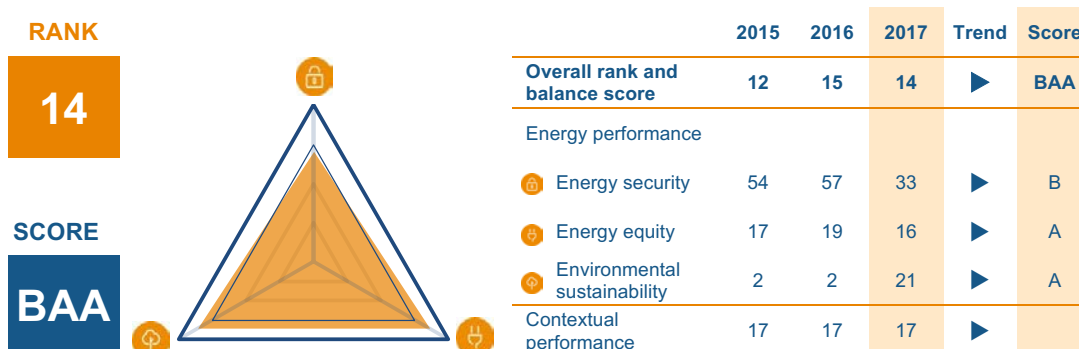 RANK
14
SCORE
BAA
2015 2016 2017 Trend Score
Overall rank and
balance score 12 15 14 BAA
Energy performance
Energy security 54 57 33 B
Energy equity 17 19 16 A
Environmental
sustainability 2 2 21 A
Contextual
performance 17 17 17